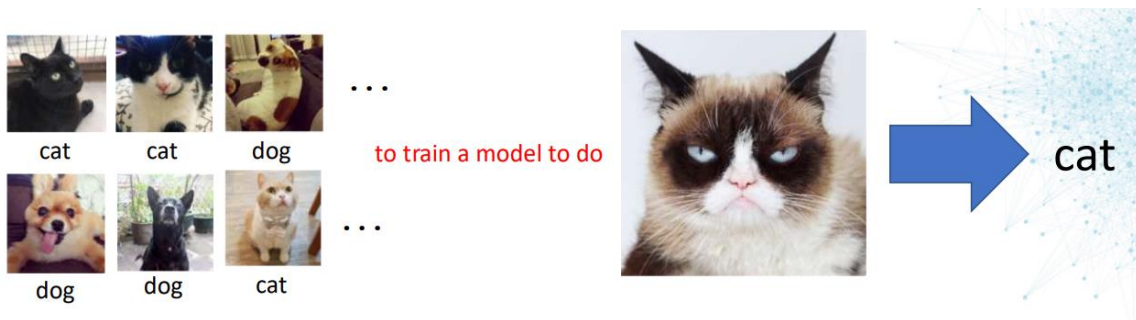 cat cat dog ...
to train a model to do
cat
dog dog cat ...